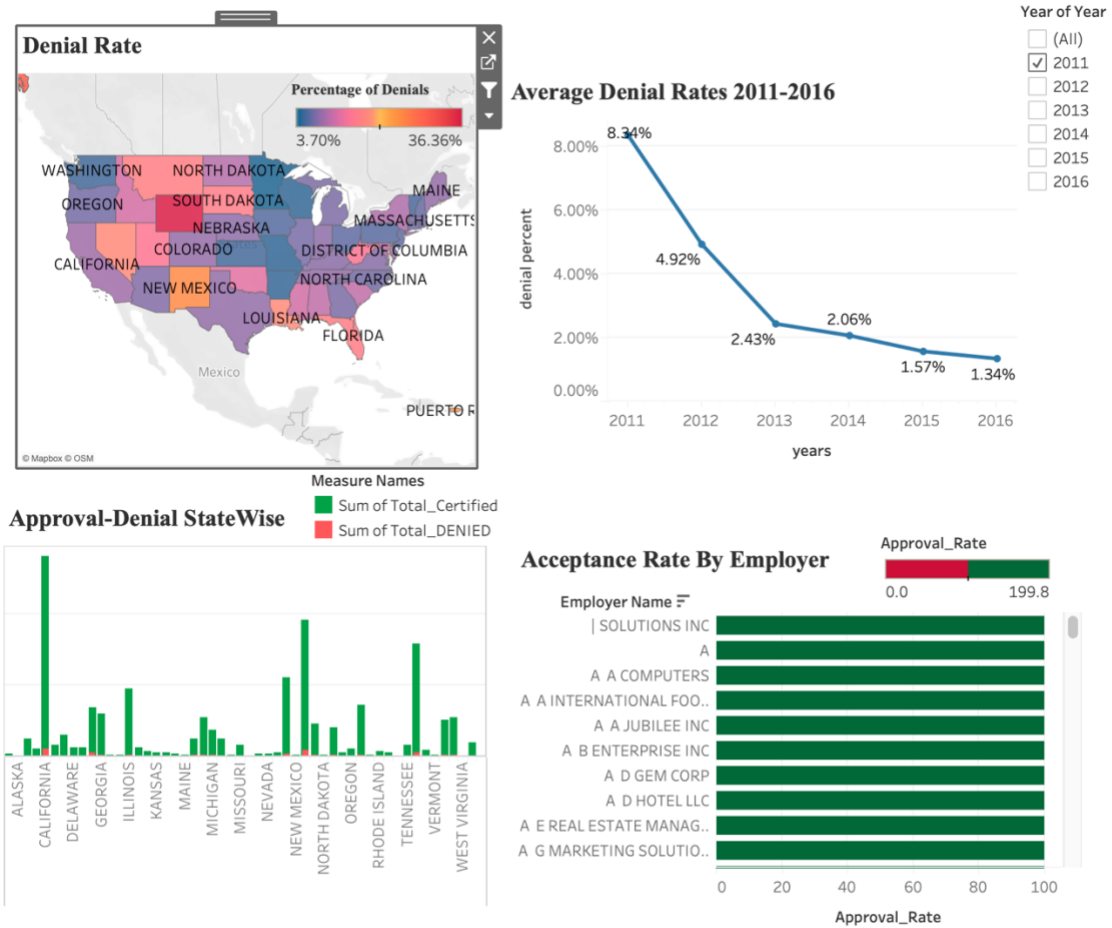 Denial Rate
Percentage of Denials
3.70% 36.36%
WASHINGTON NORTH DAKOTA
MAINE
OREGON SOUTH DAKOTA
NEBRASKA MASSACHUSETTS
COLORADO DISTRICT OF COLUMBIA
CALIFORNIA
NEW MEXICO NORTH CAROLINA
LOUISIANA
FLORIDA
Mexico
PUERTO R
© Mapbox © OSM
Year of Year
(All)
2011
2012
2013
2014
2015
2016
Average Denial Rates 2011-2016
denial percent
8.00%
6.00%
4.00%
2.00%
0.00%
8.34%
4.92%
2.43%
2.06%
1.57%
1.34%
2011 2012 2013 2014 2015 2016
years
Measure Names
Sum of Total_Certified
Sum of Total_DENIED
Approval-Denial StateWise
ALASKA
CALIFORNIA
DELAWARE
GEORGIA
ILLINOIS
KANSAS
MAINE
MICHIGAN
MISSOURI
NEVADA
NEW MEXICO
NORTH DAKOTA
OREGON
RHODE ISLAND
TENNESSEE
VERMONT
WEST VIRGINIA
Acceptance Rate By Employer
Approval_Rate
0.0 199.8
Employer Name
| SOLUTIONS INC
A
A A COMPUTERS
A A INTERNATIONAL FOO..
A A JUBILEE INC
A B ENTERPRISE INC
A D GEM CORP
A D HOTEL LLC
A E REAL ESTATE MANAG..
A G MARKETING SOLUTIO..
0 20 40 60 80 100
Approval_Rate